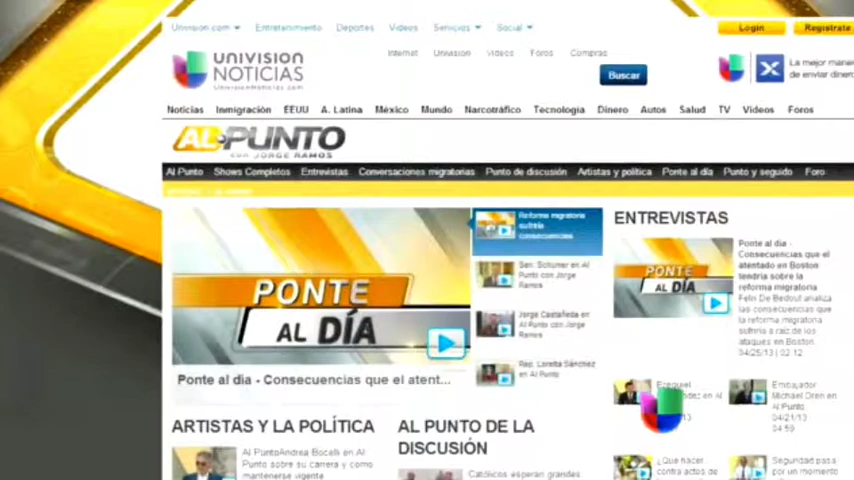 Univision.com Entretenimiento Deportes Videos Servicios Social
Login
Regístrate
UNIVISION
NOTICIAS
UnivisionNoticias.com
Internet Univision Videos Fotos Compras
Buscar
La mejor
de enviar dinero
Noticias Inmigración EEUU A. Latina México Mundo Narcotráfico Tecnología Dinero Autos Salud TV Videos Foros
AL PUNTO
CON JORGE RAMOS
Al Punto Shows Completos Entrevistas Conversaciones migratorias Punto de discusión Artistas y política Ponte al día Punto y seguido Foro
PONTE
AL DÍA
Ponte al día - Consecuencias que el atent...
Reforma migratoria
sufriría
consecuencias
Sen. Schumer en Al
Punto con Jorge
Ramos
Jorge Castañeda en
Al Punto con Jorge
Ramos
Rep. Loretta Sánchez
en Al Punto
ENTREVISTAS
PONTE
AL DÍA
Ponte al día -
Consecuencias que el
atentado en Boston
tendría sobre la
reforma migratoria
Felix De Bedout analiza
las consecuencias que
la reforma migratoria
sufriría a raíz de los
ataques en Boston.
04/25/13 | 02:12
Ezequiel
en Al
Embajador
Michael Oren en
Al Punto
04/21/13
04:59
¿Qué hacer
contra actos de
Seguridad pasa
por un momento
ARTISTAS Y LA POLÍTICA
Al PuntoAndrea Bocelli en Al
Punto sobre su carrera y como
mantenerse vigente
AL PUNTO DE LA
DISCUSIÓN
Católicos esperan grandes